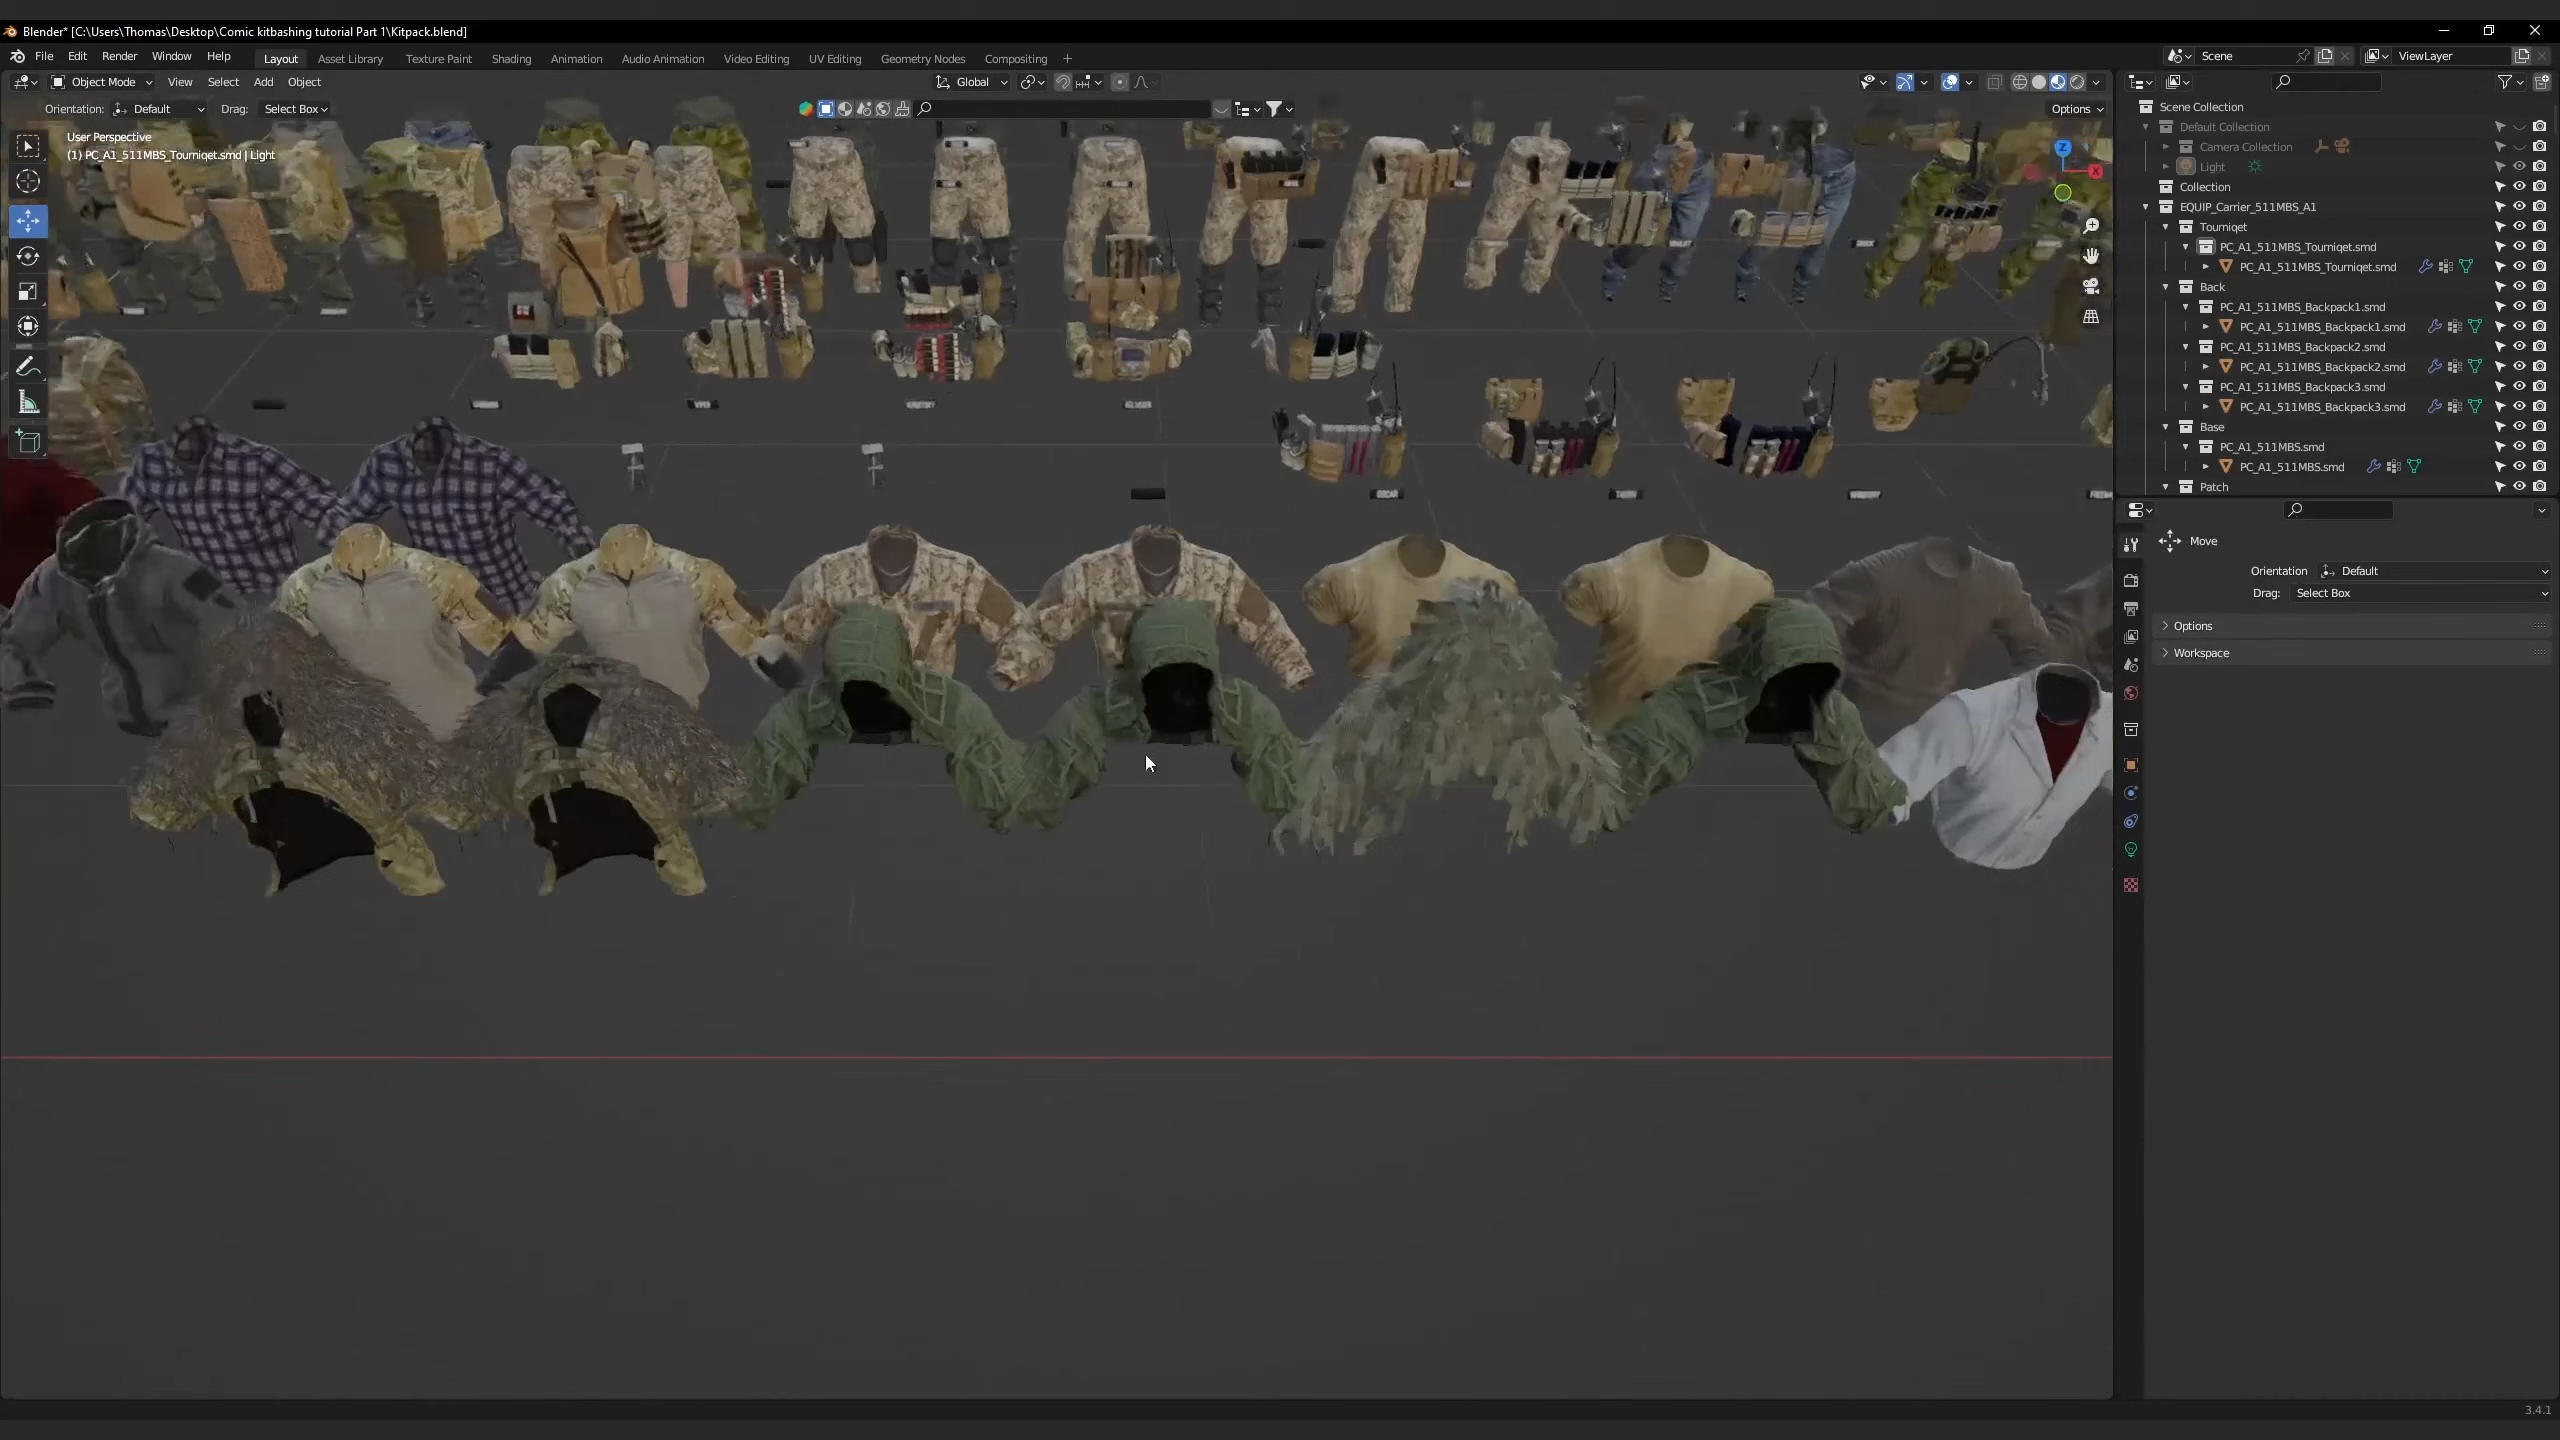 Blender* [C:\Users\Thomas\Desktop\Comic kitbashing tutorial Part 1\Kitpack.blend]
File Edit Render Window Help Layout Asset Library Texture Paint Shading Animation Audio Animation Video Editing UV Editing Geometry Nodes Compositing + Scene ViewLayer
Object Mode View Select Add Object Global
Orientation: Default Drag: Select Box Options
User Perspective
(1) PC_A1_511MBS_Tourniqet.smd | Light
Z
X
Scene Collection
Default Collection
Camera Collection
Light
Collection
EQUIP_Carrier_511MBS_A1
Tourniqet
PC_A1_511MBS_Tourniqet.smd
PC_A1_511MBS_Tourniqet.smd
Back
PC_A1_511MBS_Backpack1.smd
PC_A1_511MBS_Backpack1.smd
PC_A1_511MBS_Backpack2.smd
PC_A1_511MBS_Backpack2.smd
PC_A1_511MBS_Backpack3.smd
PC_A1_511MBS_Backpack3.smd
Base
PC_A1_511MBS.smd
PC_A1_511MBS.smd
Patch
Move
Orientation Default
Drag: Select Box
Options
Workspace
OSCAR
3.4.1